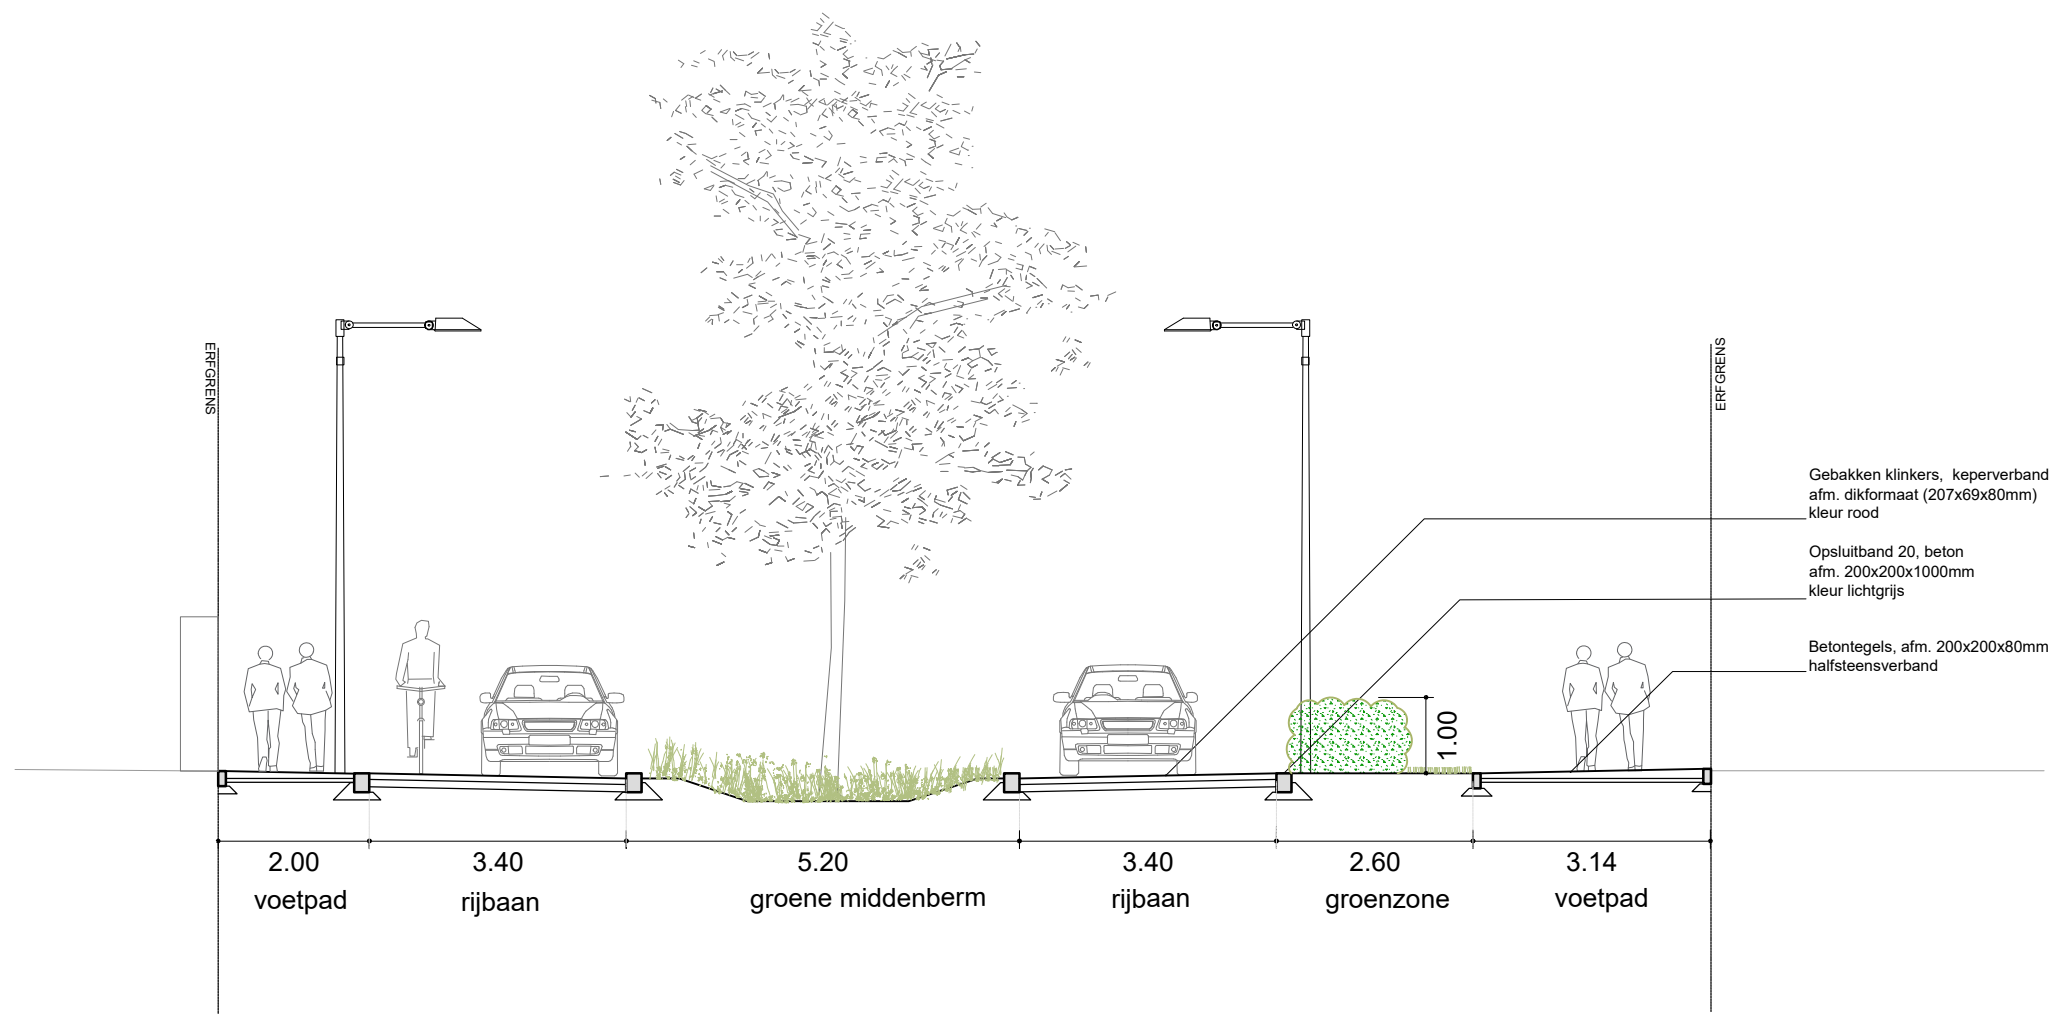 ERFGRENS
ERFGRENS
Gebakken klinkers, keperverband
afm. dikformaat (207x69x80mm)
kleur rood
Opsluitband 20, beton
afm. 200x200x1000mm
kleur lichtgrijs
Betontegels, afm. 200x200x80mm
halfsteensverband
1.00
2.00
3.40
5.20
3.40
2.60
3.14
voetpad
rijbaan
groene middenberm
rijbaan
groenzone
voetpad